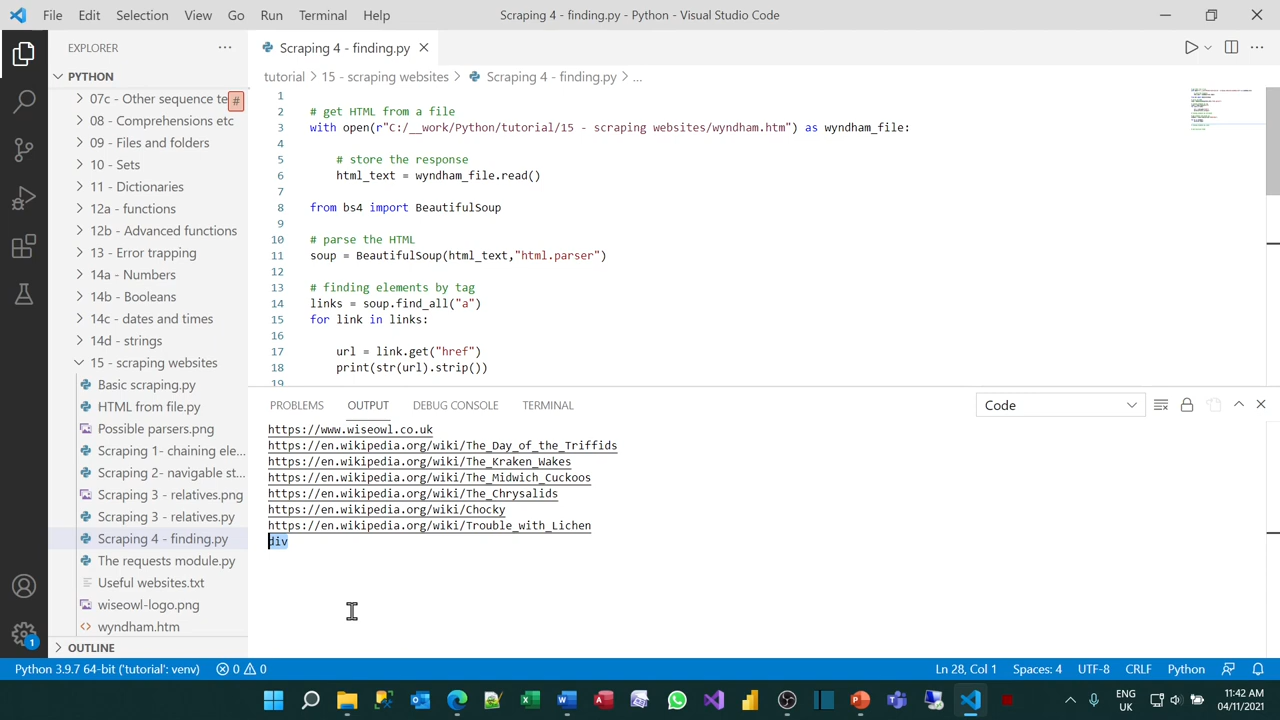 File Edit Selection View Go Run Terminal Help
Scraping 4 - finding.py - Python - Visual Studio Code
EXPLORER
PYTHON
07c - Other sequence te
#
08 - Comprehensions etc
09 - Files and folders
10 - Sets
11 - Dictionaries
12a - functions
12b - Advanced functions
13 - Error trapping
14a - Numbers
14b - Booleans
14c - dates and times
14d - strings
15 - scraping websites
Basic scraping.py
HTML from file.py
Possible parsers.png
Scraping 1- chaining ele...
Scraping 2- navigable st...
Scraping 3 - relatives.png
Scraping 3 - relatives.py
Scraping 4 - finding.py
The requests module.py
Useful websites.txt
wiseowl-logo.png
wyndham.htm
OUTLINE
Scraping 4 - finding.py
tutorial > 15 - scraping websites > Scraping 4 - finding.py > ...
1
2 # get HTML from a file
3 with open(r"C:/__work/Python/tutorial/15 - scraping websites/wyndham.htm") as wyndham_file:
4
5 # store the response
6 html_text = wyndham_file.read()
7
8 from bs4 import BeautifulSoup
9
10 # parse the HTML
11 soup = BeautifulSoup(html_text,"html.parser")
12
13 # finding elements by tag
14 links = soup.find_all("a")
15 for link in links:
16
17 url = link.get("href")
18 print(str(url).strip())
19
PROBLEMS OUTPUT DEBUG CONSOLE TERMINAL
Code
https://www.wiseowl.co.uk
https://en.wikipedia.org/wiki/The_Day_of_the_Triffids
https://en.wikipedia.org/wiki/The_Kraken_Wakes
https://en.wikipedia.org/wiki/The_Midwich_Cuckoos
https://en.wikipedia.org/wiki/The_Chrysalids
https://en.wikipedia.org/wiki/Chocky
https://en.wikipedia.org/wiki/Trouble_with_Lichen
div
1
Python 3.9.7 64-bit ('tutorial': venv) 0 0
Ln 28, Col 1 Spaces: 4 UTF-8 CRLF Python
ENG
UK
11:42 AM
04/11/2021